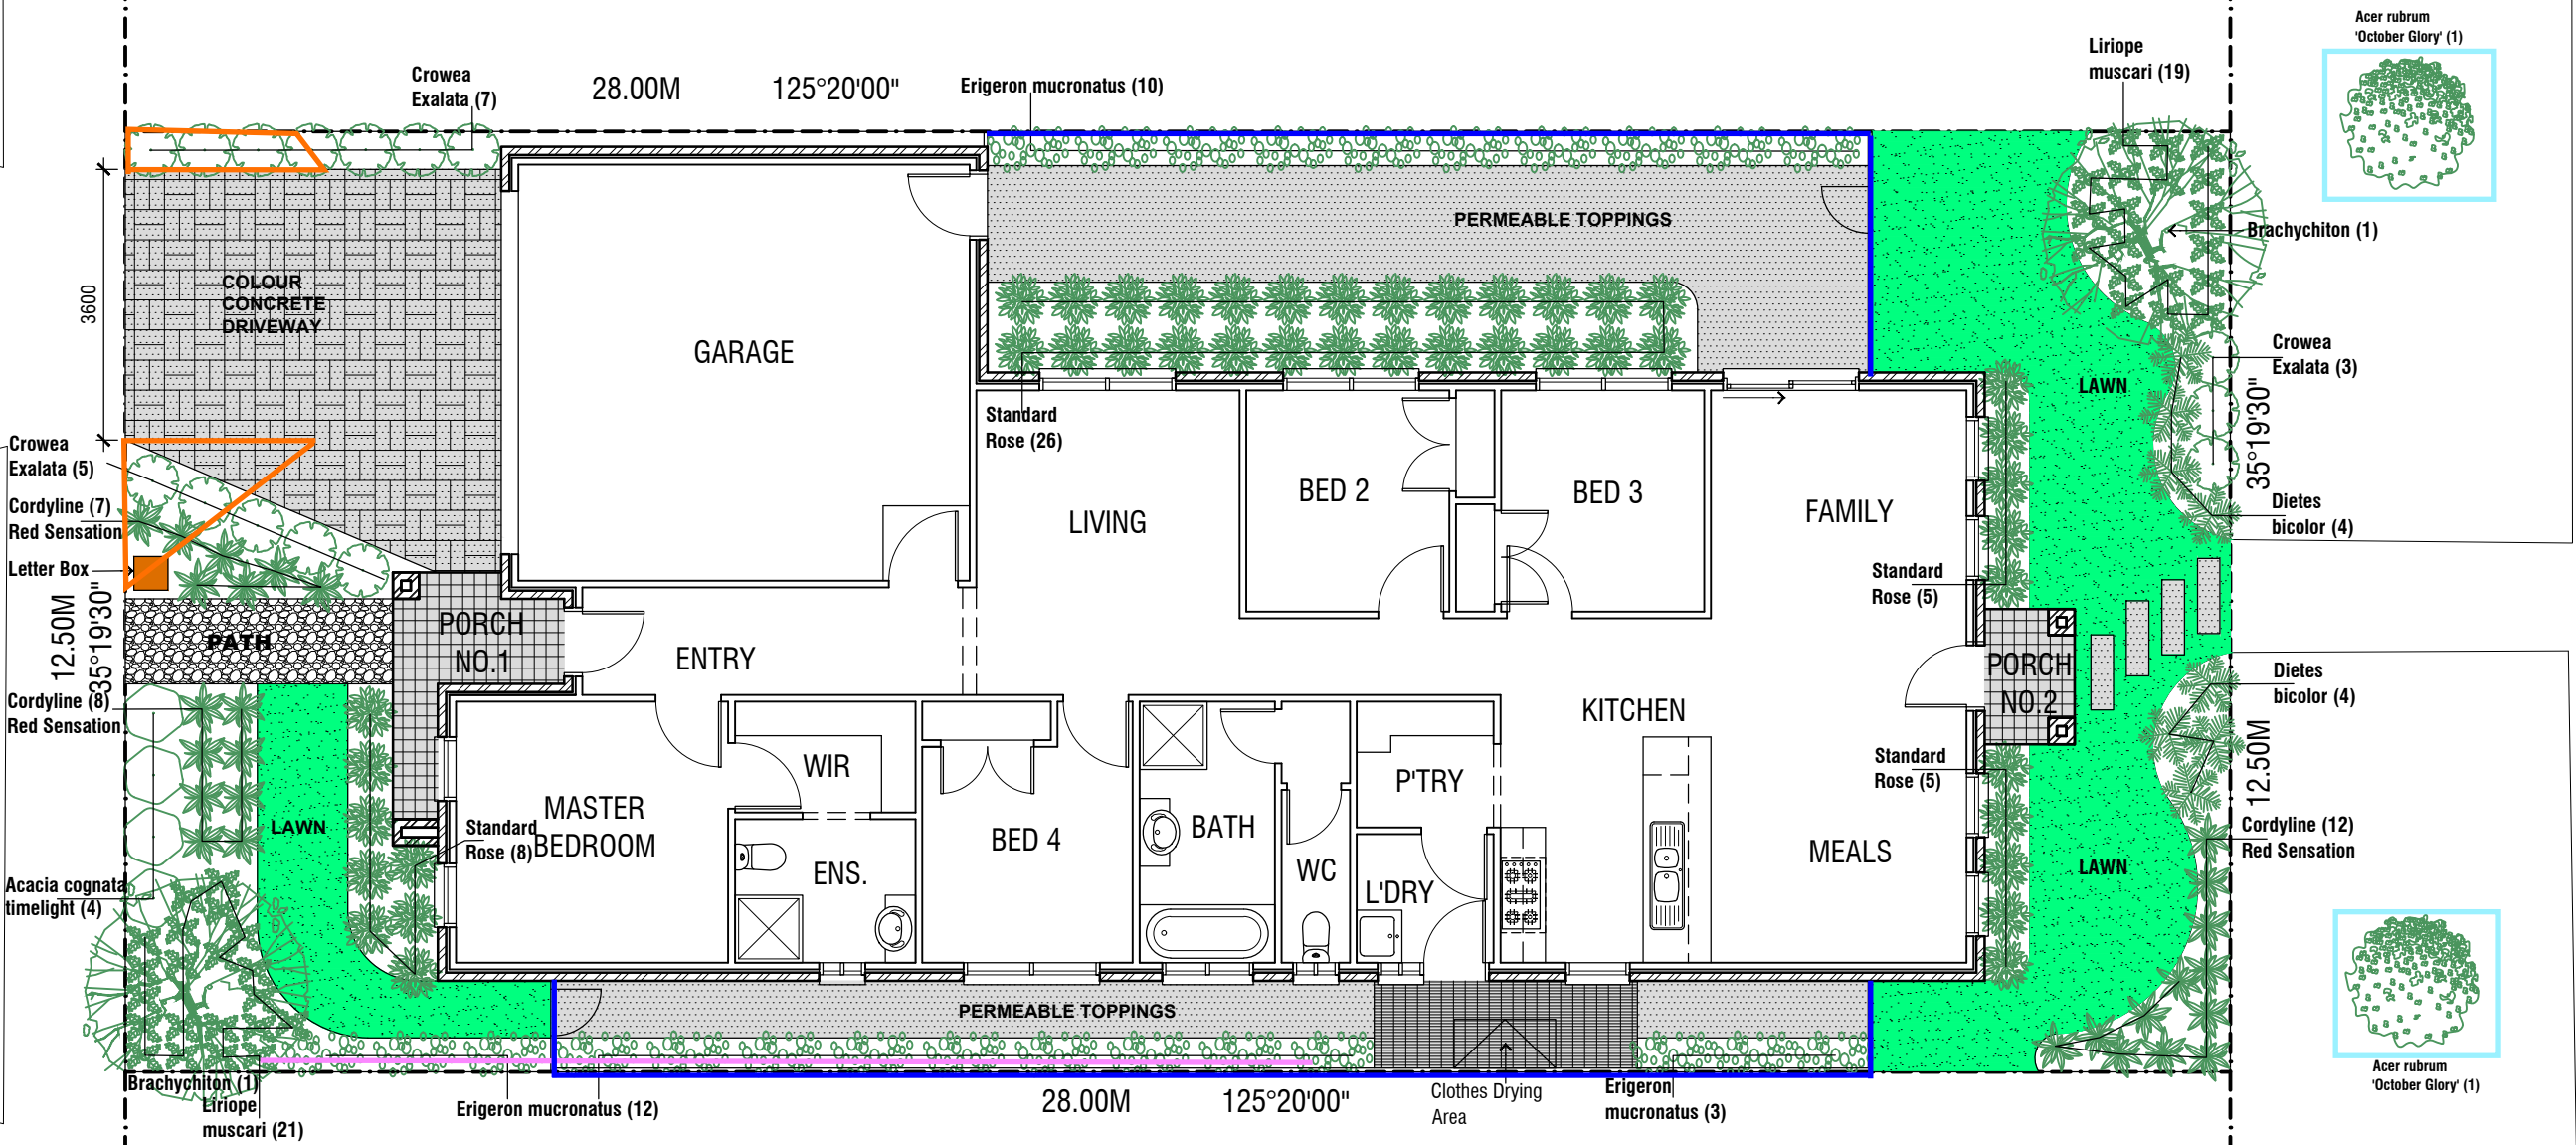 Acer rubrum
'October Glory' (1)
Liriope
muscari (19)
Crowea
Exalata (7)
28.00M
125°20'00"
Erigeron mucronatus (10)
PERMEABLE TOPPINGS
Brachychiton (1)
COLOUR
CONCRETE
DRIVEWAY
3600
GARAGE
Crowea
Exalata (3)
LAWN
35°19'30"
Standard
Rose (26)
Crowea
Exalata (5)
Cordyline (7)
Red Sensation
Letter Box
LIVING
BED 2
BED 3
FAMILY
Dietes
bicolor (4)
Standard
Rose (5)
12.50M
35°19'30"
PATH
PORCH
NO.1
ENTRY
PORCH
NO.2
Dietes
bicolor (4)
Cordyline (8)
Red Sensation
KITCHEN
WIR
P'TRY
Standard
Rose (5)
12.50M
MASTER
BEDROOM
LAWN
Standard
Rose (8)
BED 4
BATH
ENS.
WC
L'DRY
MEALS
Cordyline (12)
Red Sensation
LAWN
Acacia cognata
timelight (4)
PERMEABLE TOPPINGS
Brachychiton (1)
Liriope
muscari (21)
Erigeron mucronatus (12)
28.00M
125°20'00"
Clothes Drying
Area
Erigeron
mucronatus (3)
Acer rubrum
'October Glory' (1)